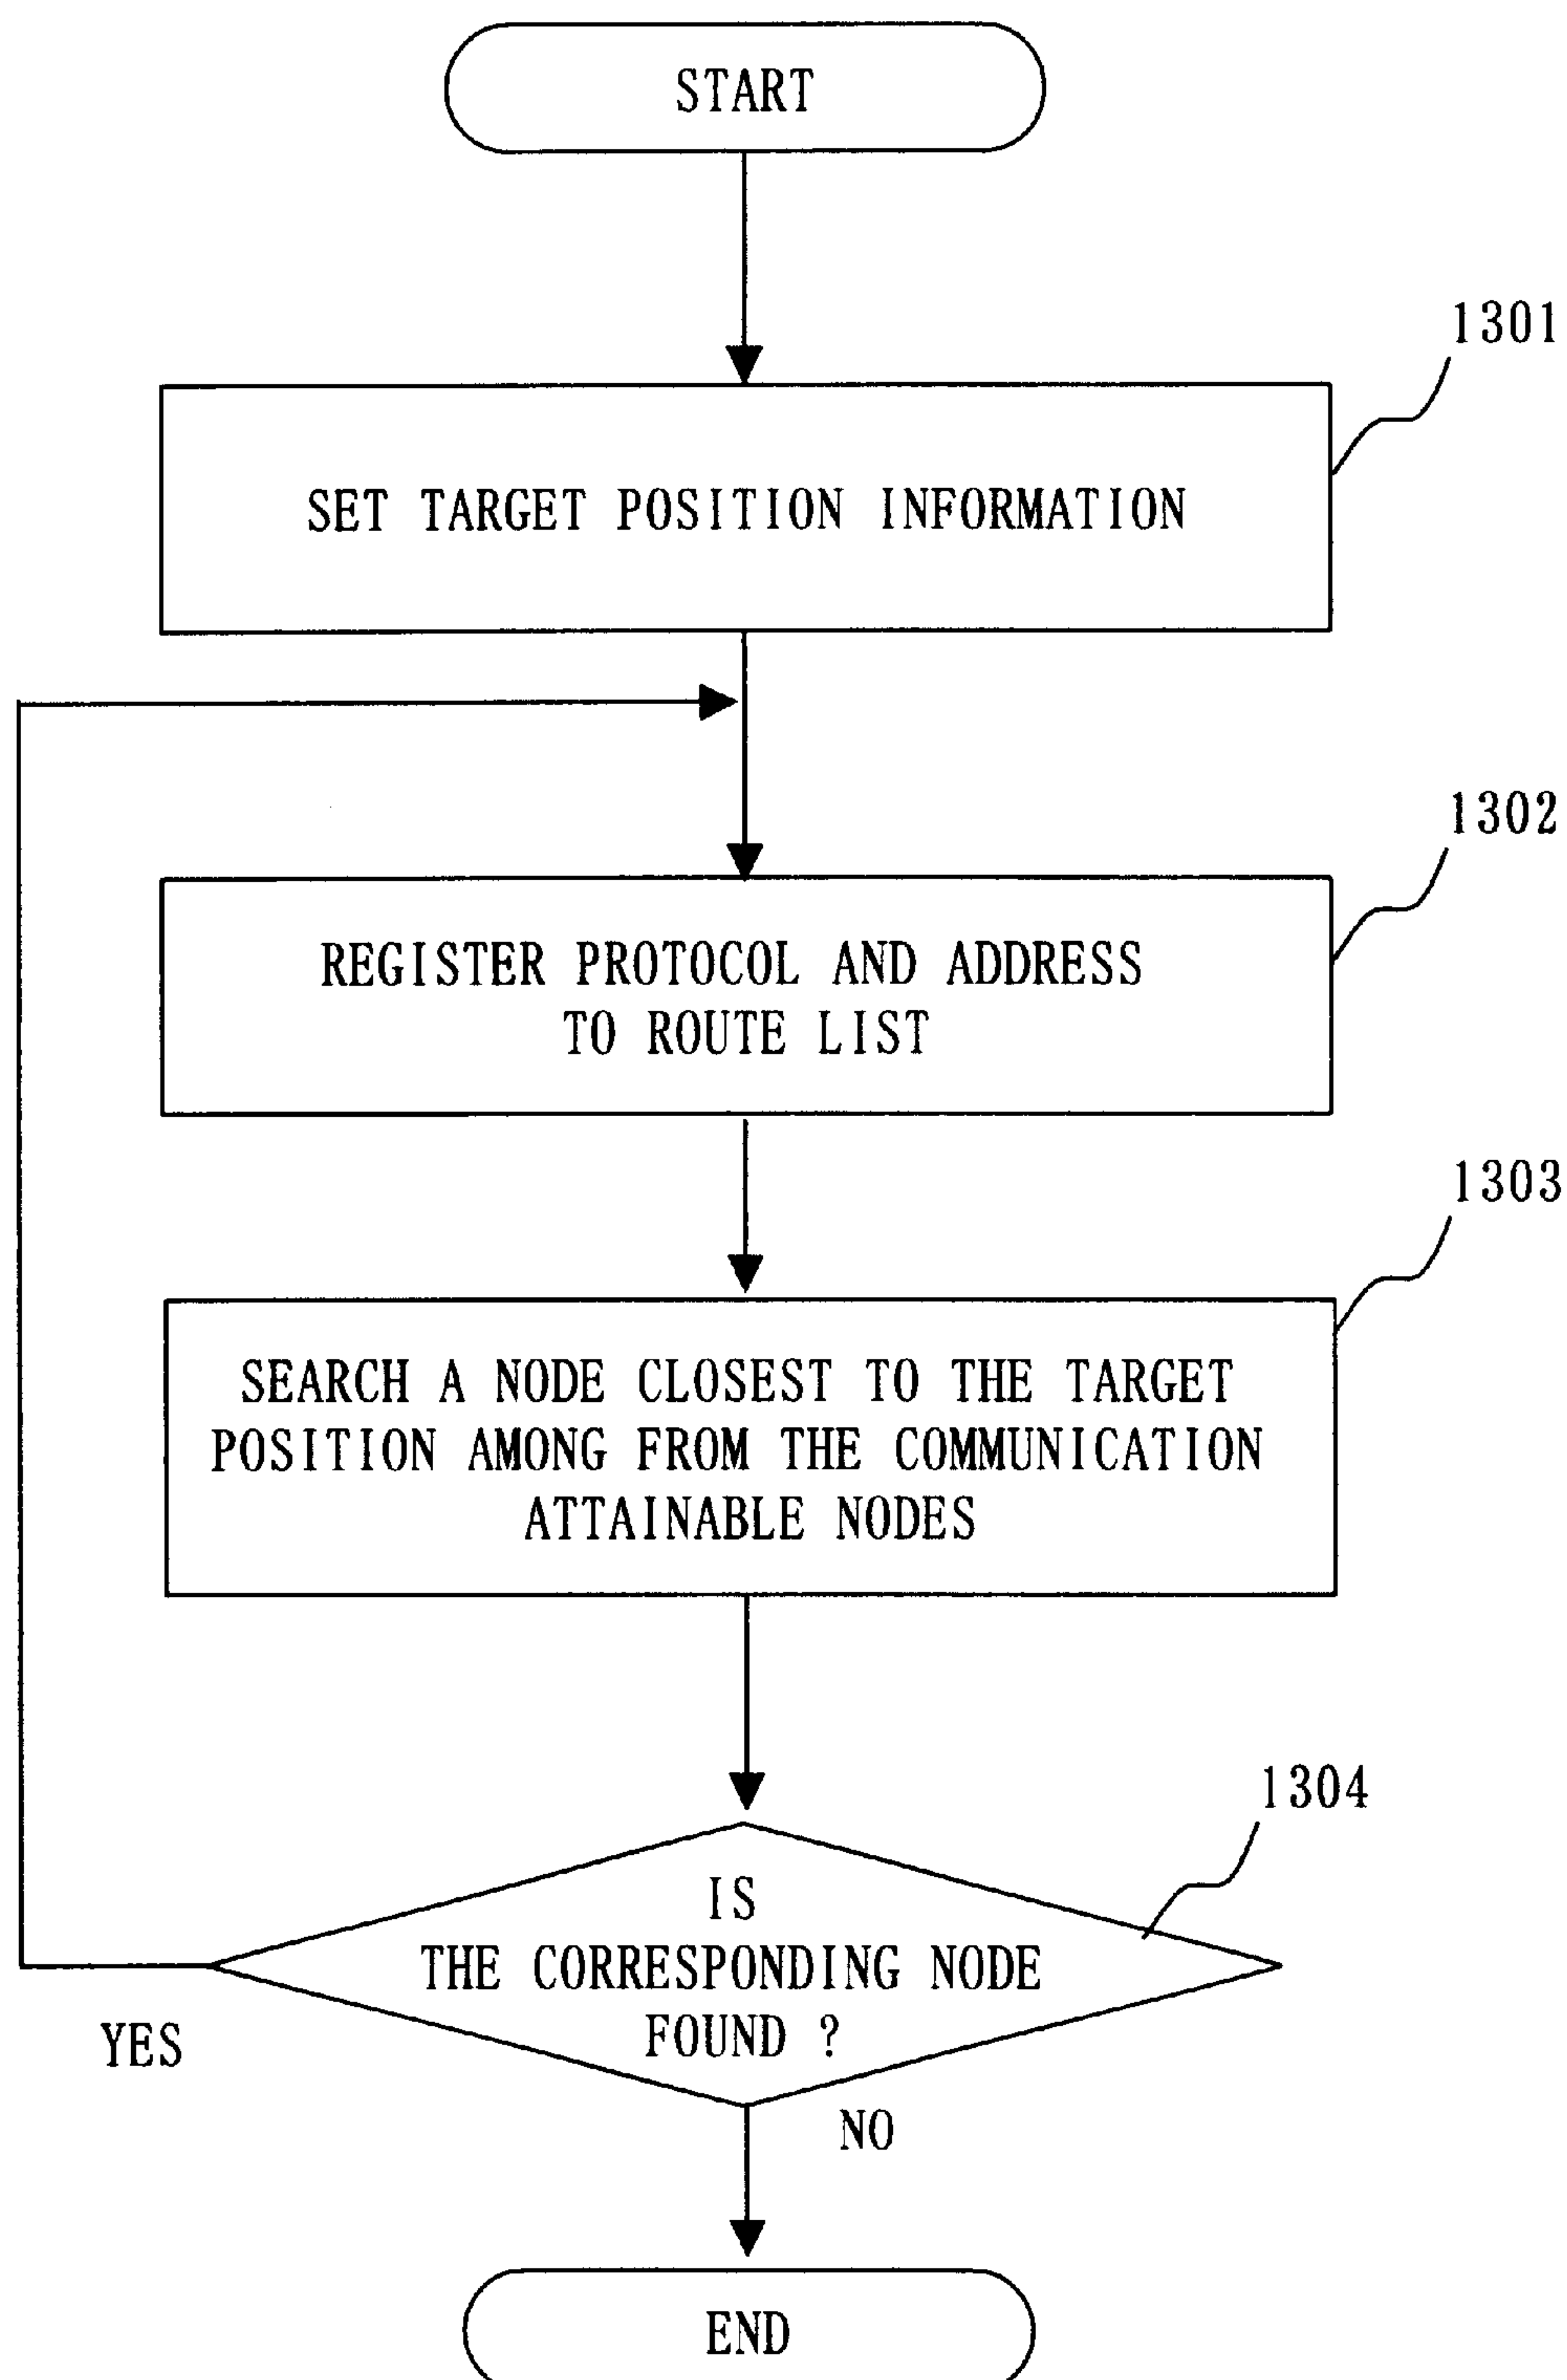 START
1301
SET TARGET POSITION INFORMATION
1302
REGISTER PROTOCOL AND ADDRESS
TO ROUTE LIST
1303
SEARCH A NODE CLOSEST TO THE TARGET
POSITION AMONG FROM THE COMMUNICATION
ATTAINABLE NODES
1304
IS
THE CORRESPONDING NODE
FOUND ?
YES
NO
END